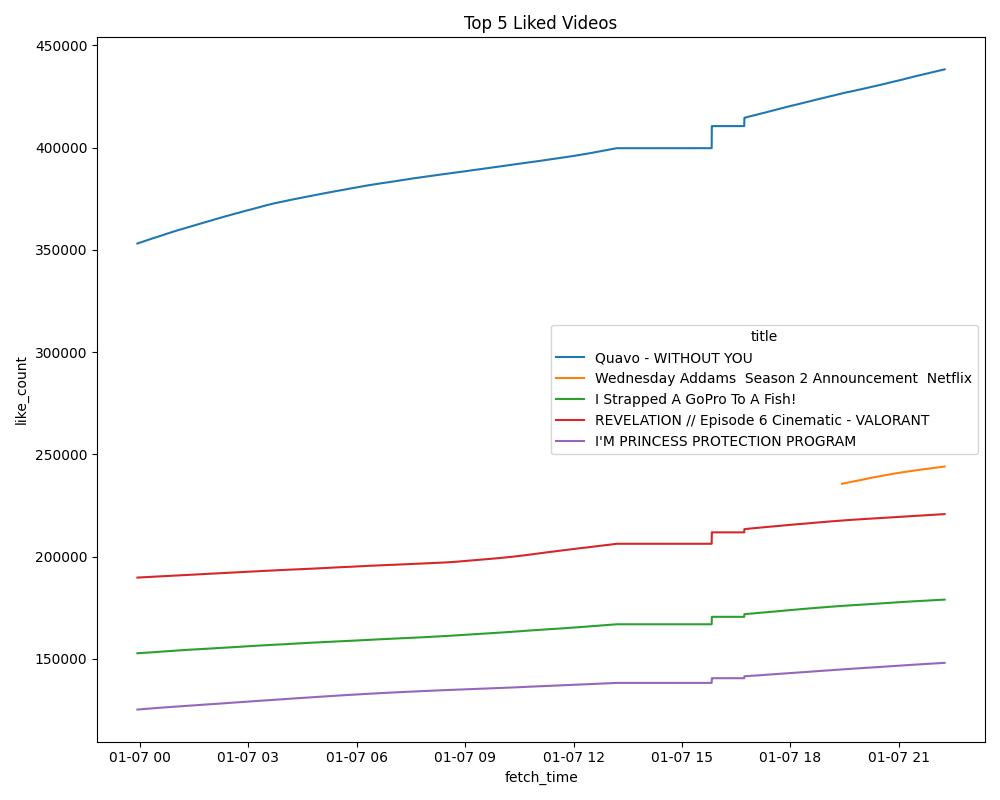 Top 5 Liked Videos
450000
400000
350000
300000
250000
200000
150000
like_count
title
Quavo - WITHOUT YOU
Wednesday Addams  Season 2 Announcement  Netflix
I Strapped A GoPro To A Fish!
REVELATION // Episode 6 Cinematic - VALORANT
I'M PRINCESS PROTECTION PROGRAM
01-07 00 01-07 03 01-07 06 01-07 09 01-07 12 01-07 15 01-07 18 01-07 21
fetch_time